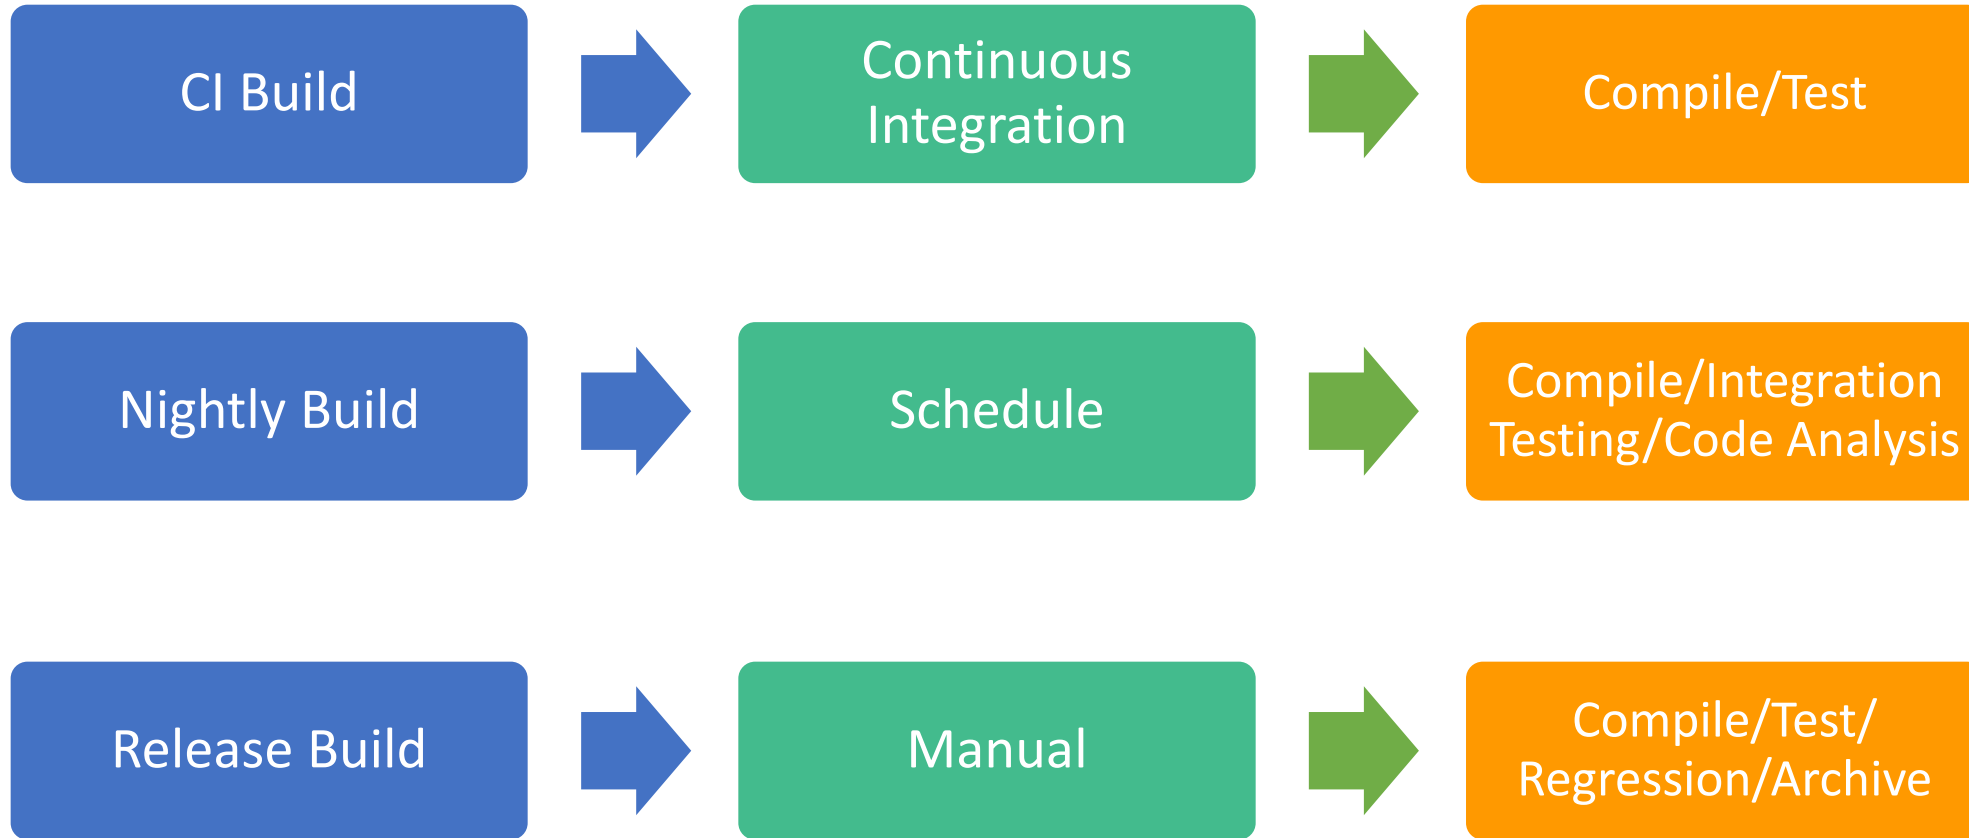 CI Build
Continuous
Integration
Compile/Test
Nightly Build
Schedule
Compile/Integration
Testing/Code Analysis
Release Build
Manual
Compile/Test/
Regression/Archive